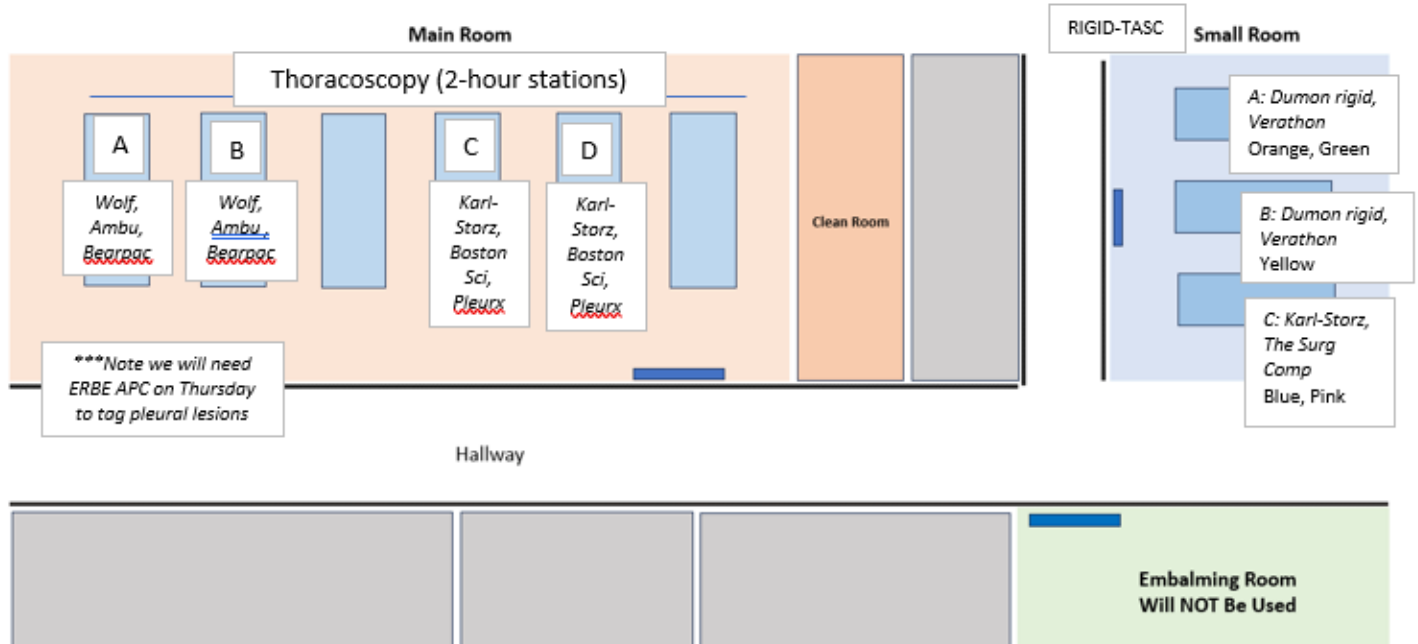 Main Room
RIGID-TASC
Small Room
Thoracoscopy (2-hour stations)
A
B
C
D
Wolf,
Ambu,
Bearpac
Wolf,
Ambu ,
Bearpac
Karl-
Storz,
Boston
Sci,
Pleurx
Karl-
Storz,
Boston
Sci,
Pleurx
Clean Room
A: Dumon rigid,
Verathon
Orange, Green
B: Dumon rigid,
Verathon
Yellow
C: Karl-Storz,
The Surg
Comp
Blue, Pink
***Note we will need
ERBE APC on Thursday
to tag pleural lesions
Hallway
Embalming Room
Will NOT Be Used